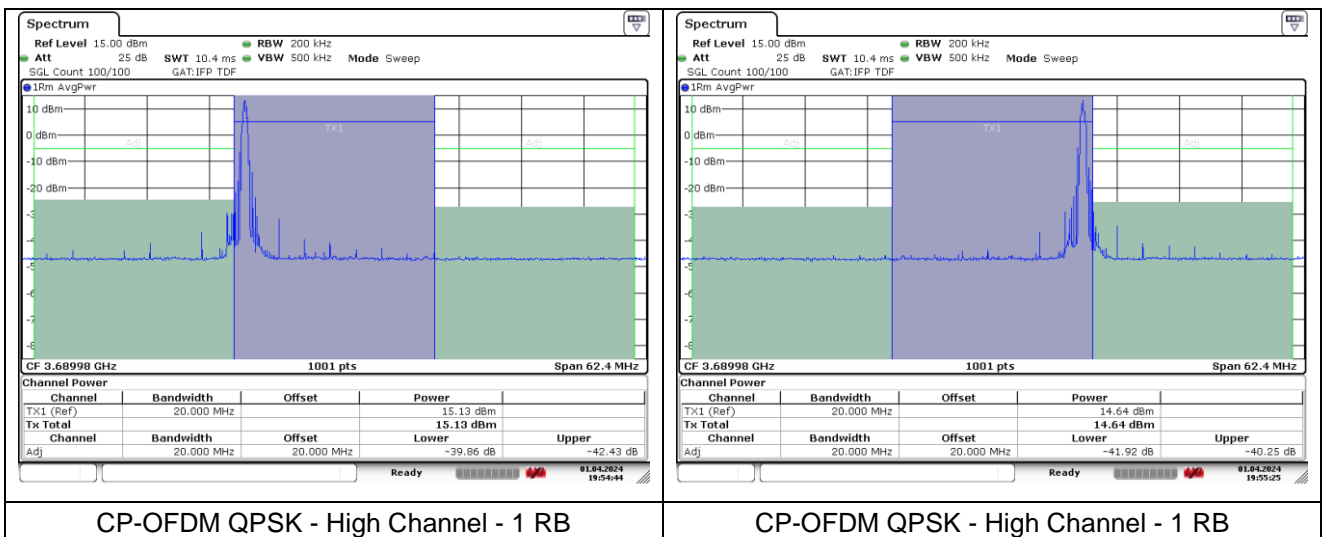 Spectrum
Ref Level 15.00 dBm RBW 200 kHz
Att 25 dB SWT 10.4 ms VBW 500 kHz Mode Sweep
SGL Count 100/100 GAT:IFP TDF
1Rm AvgPwr
10 dBm
TX1
0 dBm
Adj Adj
-10 dBm
-20 dBm
CF 3.68998 GHz 1001 pts Span 62.4 MHz
Channel Power
Channel Bandwidth Offset Power
TX1 (Ref) 20.000 MHz 15.13 dBm
Tx Total 15.13 dBm
Channel Bandwidth Offset Lower Upper
Adj 20.000 MHz 20.000 MHz -39.86 dB -42.43 dB
Ready 01.04.2024
19:54:44
CP-OFDM QPSK - High Channel - 1 RB
Spectrum
Ref Level 15.00 dBm RBW 200 kHz
Att 25 dB SWT 10.4 ms VBW 500 kHz Mode Sweep
SGL Count 100/100 GAT:IFP TDF
1Rm AvgPwr
10 dBm
TX1
0 dBm
Adj Adj
-10 dBm
-20 dBm
CF 3.68998 GHz 1001 pts Span 62.4 MHz
Channel Power
Channel Bandwidth Offset Power
TX1 (Ref) 20.000 MHz 14.64 dBm
Tx Total 14.64 dBm
Channel Bandwidth Offset Lower Upper
Adj 20.000 MHz 20.000 MHz -41.92 dB -40.25 dB
Ready 01.04.2024
19:55:25
CP-OFDM QPSK - High Channel - 1 RB